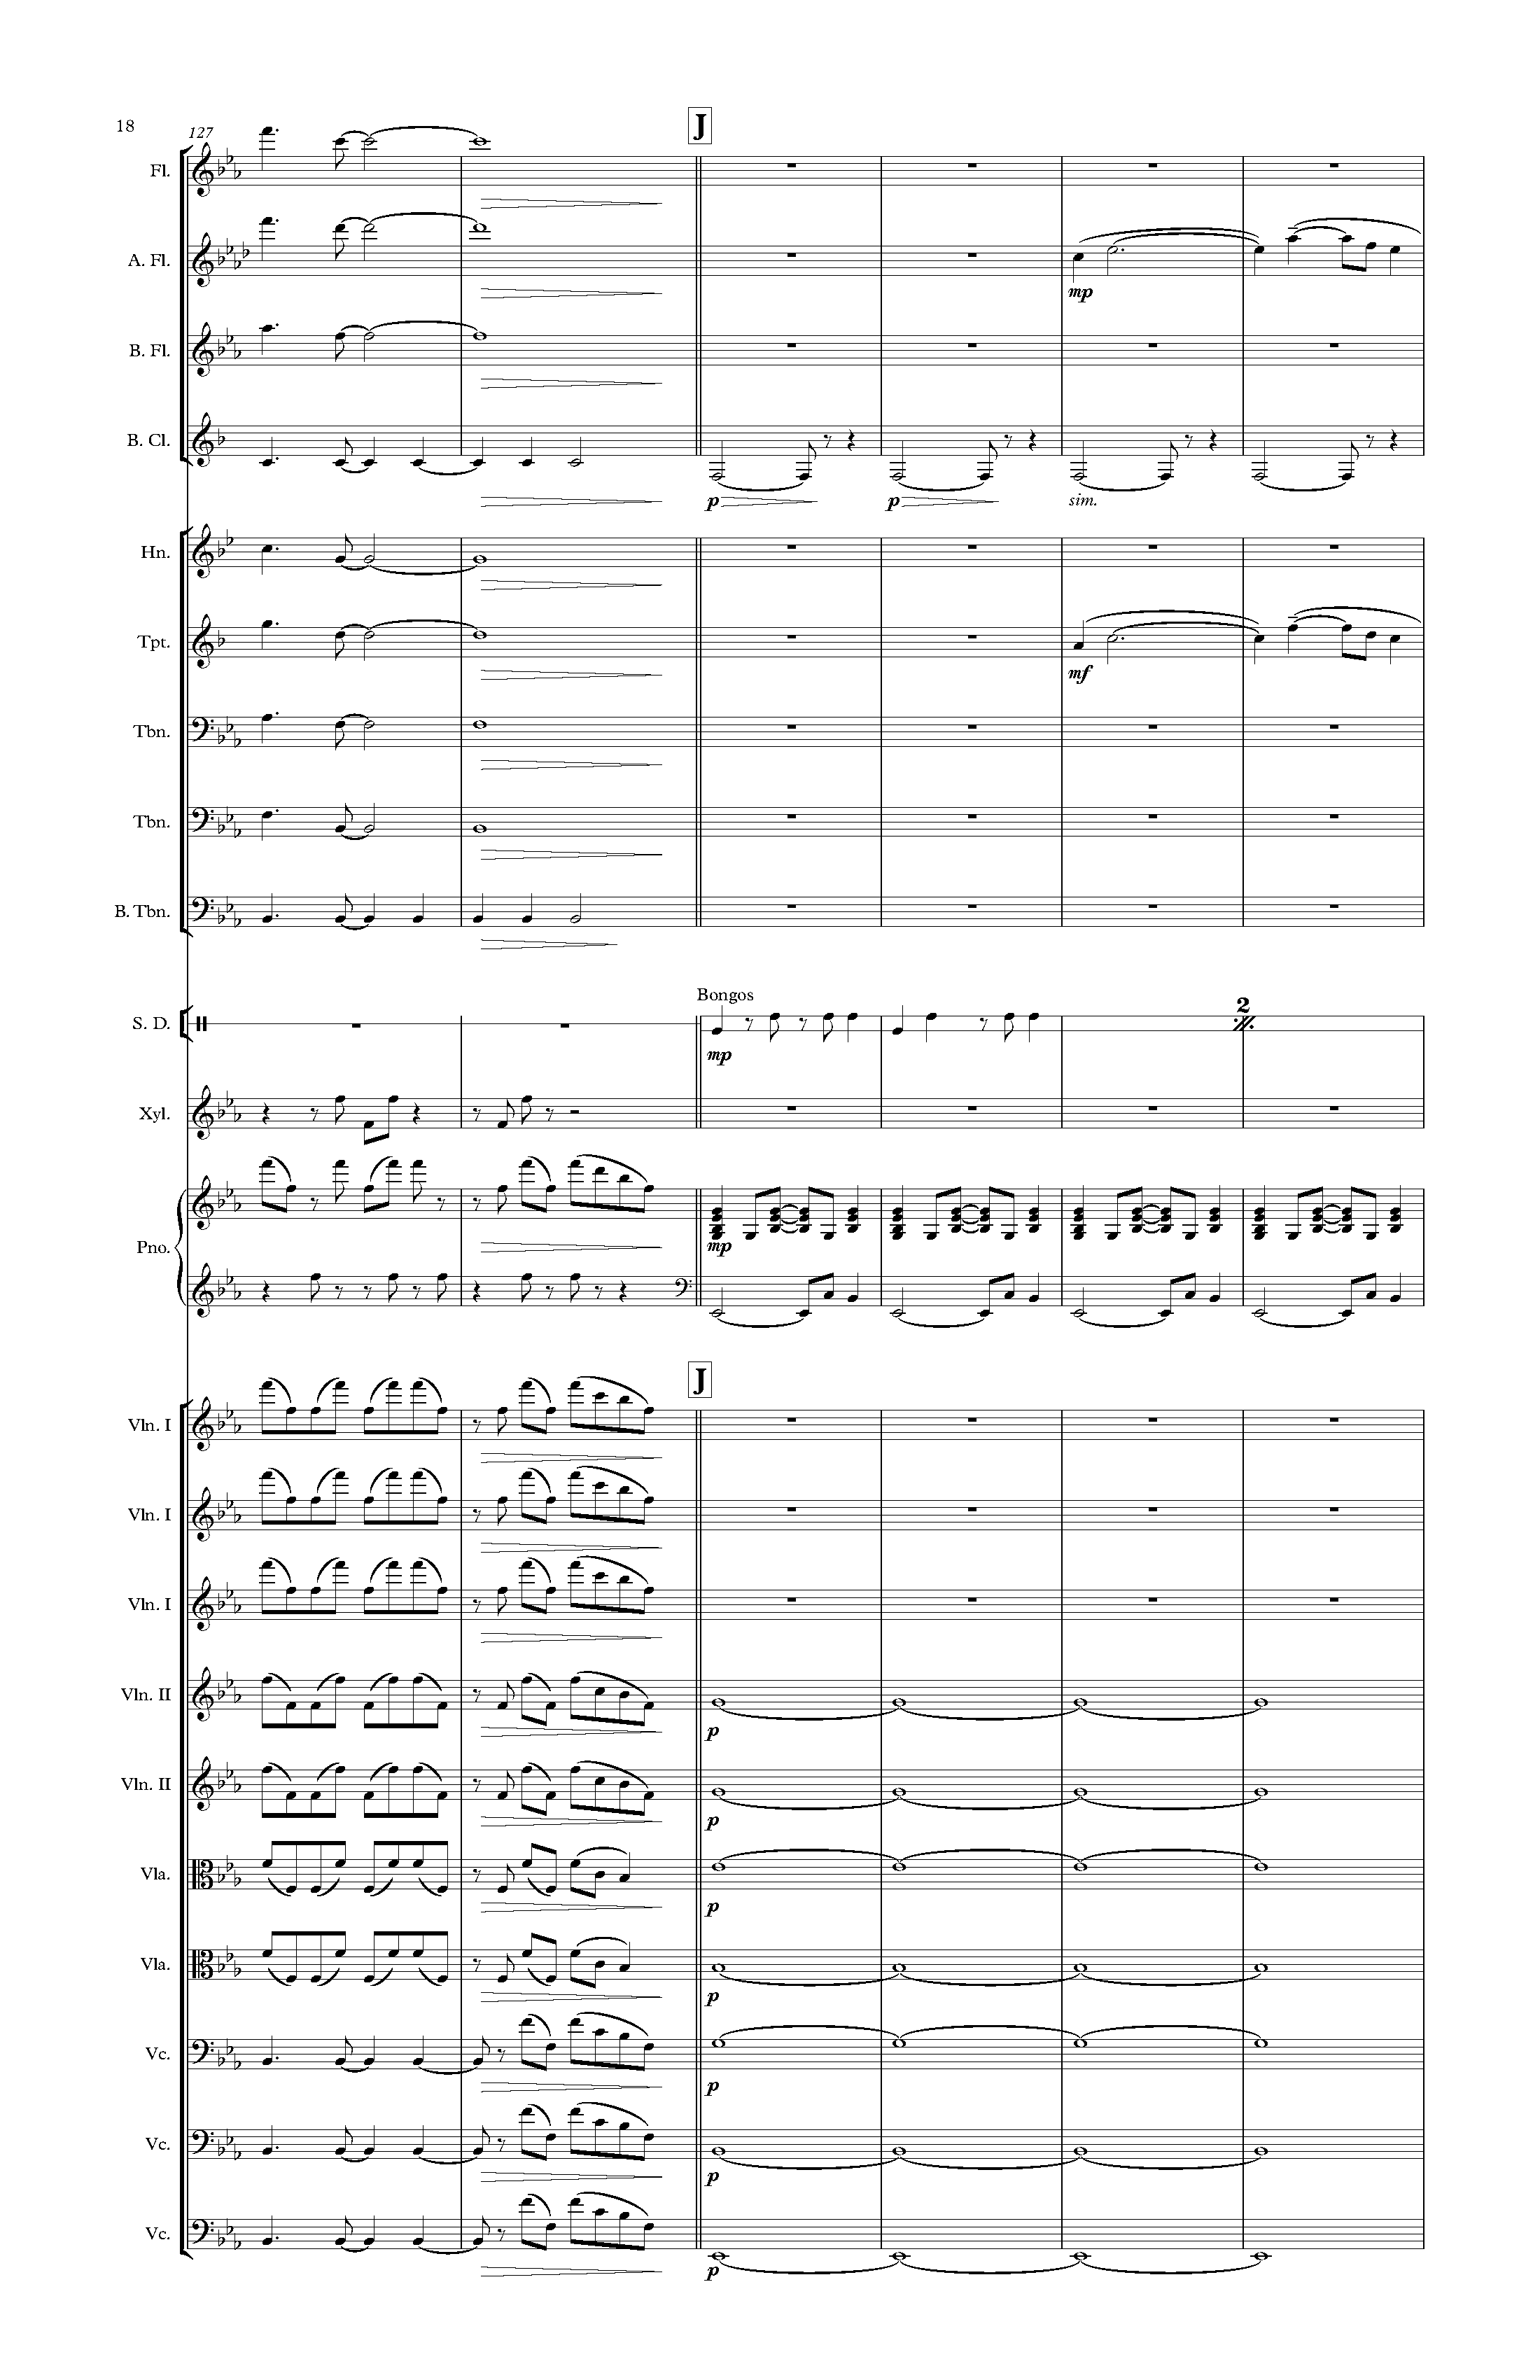 18
127
J
Fl.
A. Fl.
mp
B. Fl.
B. Cl.
p p sim.
Hn.
Tpt.
mf
Tbn.
Tbn.
B. Tbn.
Bongos
2
S. D.
mp
Xyl.
Pno.
mp
J
Vln. I
Vln. I
Vln. I
Vln. II
p
Vln. II
p
Vla.
p
Vla.
p
Vc.
p
Vc.
p
Vc.
p